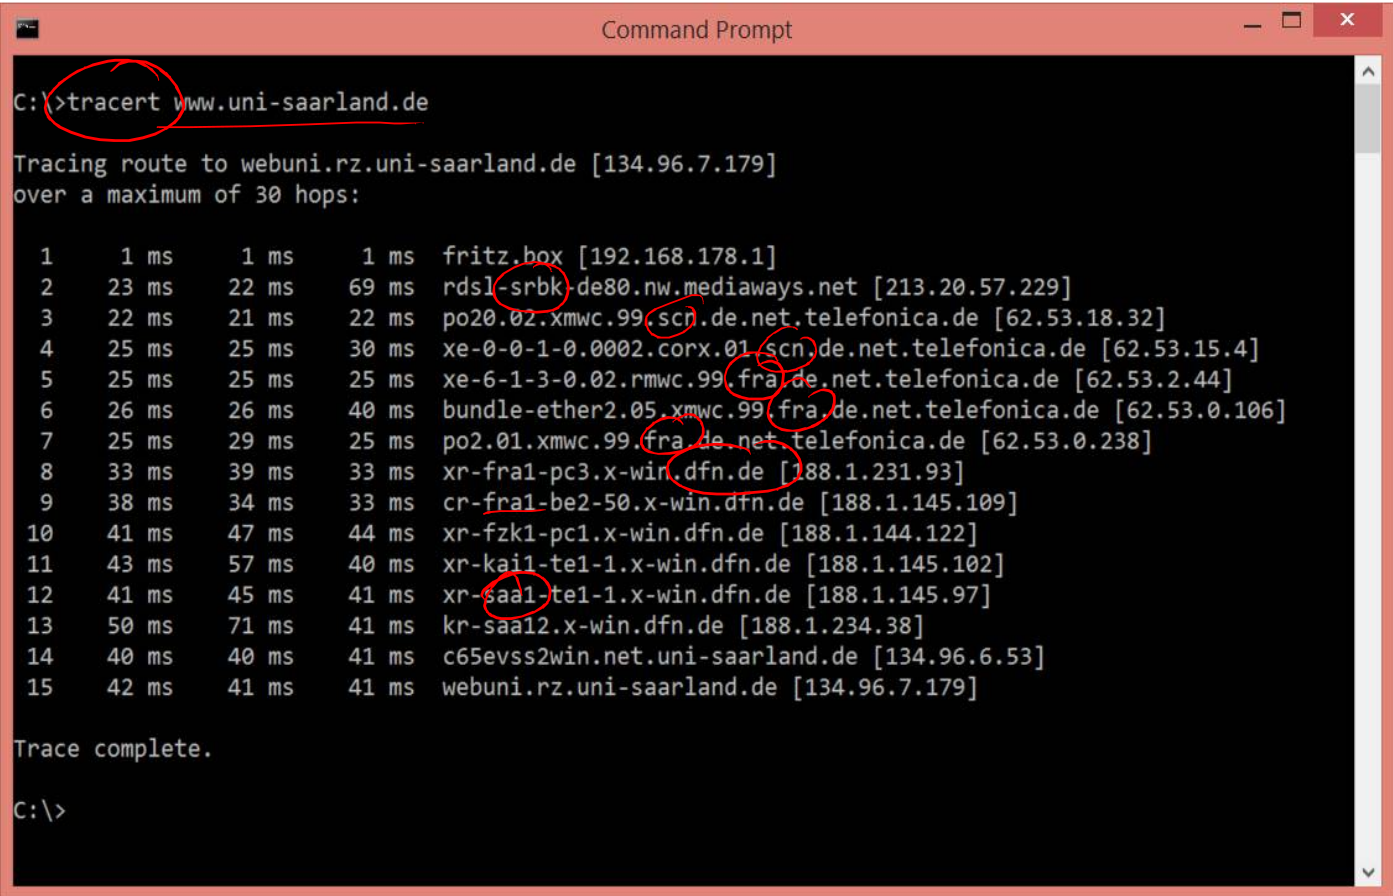 Command Prompt
C:\>tracert www.uni-saarland.de
Tracing route to webuni.rz.uni-saarland.de [134.96.7.179]
over a maximum of 30 hops:
1 1 ms 1 ms 1 ms fritz.box [192.168.178.1]
2 23 ms 22 ms 69 ms rdsl-srbk-de80.nw.mediaways.net [213.20.57.229]
3 22 ms 21 ms 22 ms po20.02.xmwc.99.scn.de.net.telefonica.de [62.53.18.32]
4 25 ms 25 ms 30 ms xe-0-0-1-0.0002.corx.01.scn.de.net.telefonica.de [62.53.15.4]
5 25 ms 25 ms 25 ms xe-6-1-3-0.02.rmwc.99.fra.de.net.telefonica.de [62.53.2.44]
6 26 ms 26 ms 40 ms bundle-ether2.05.xmwc.99.fra.de.net.telefonica.de [62.53.0.106]
7 25 ms 29 ms 25 ms po2.01.xmwc.99.fra.de.net.telefonica.de [62.53.0.238]
8 33 ms 39 ms 33 ms xr-fra1-pc3.x-win.dfn.de [188.1.231.93]
9 38 ms 34 ms 33 ms cr-fra1-be2-50.x-win.dfn.de [188.1.145.109]
10 41 ms 47 ms 44 ms xr-fzk1-pc1.x-win.dfn.de [188.1.144.122]
11 43 ms 57 ms 40 ms xr-kai1-te1-1.x-win.dfn.de [188.1.145.102]
12 41 ms 45 ms 41 ms xr-saa1-te1-1.x-win.dfn.de [188.1.145.97]
13 50 ms 71 ms 41 ms kr-saa12.x-win.dfn.de [188.1.234.38]
14 40 ms 40 ms 41 ms c65evss2win.net.uni-saarland.de [134.96.6.53]
15 42 ms 41 ms 41 ms webuni.rz.uni-saarland.de [134.96.7.179]
Trace complete.
C:\>